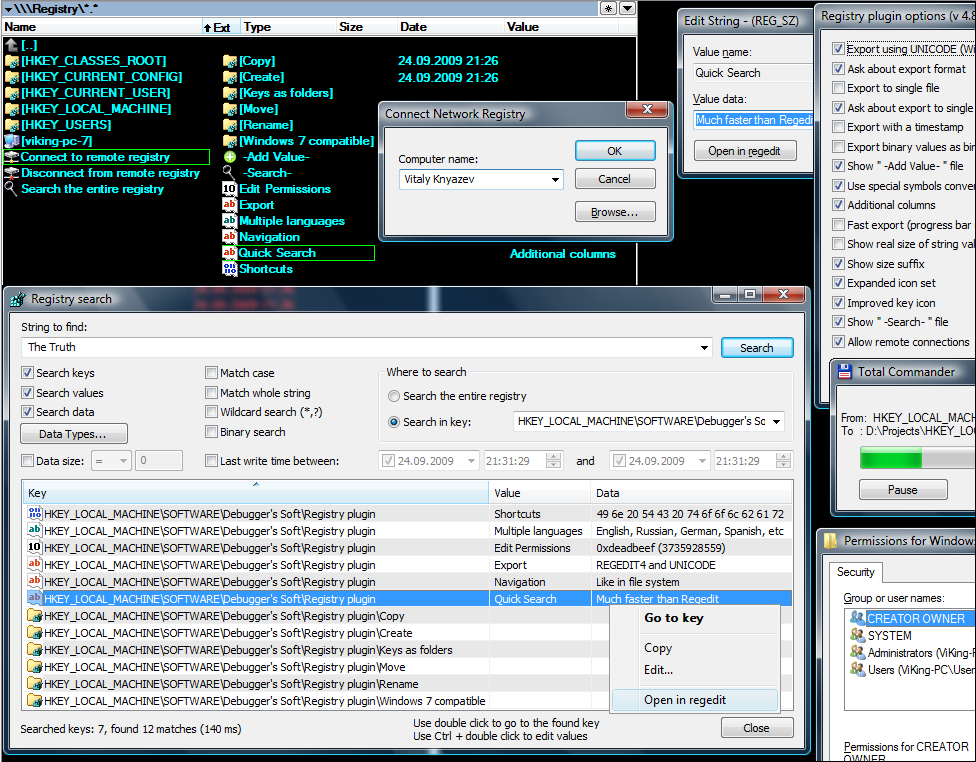 \\\Registry\*.*
Name Ext Type Size Date Value
[..]
[HKEY_CLASSES_ROOT]
[HKEY_CURRENT_CONFIG]
[HKEY_CURRENT_USER]
[HKEY_LOCAL_MACHINE]
[HKEY_USERS]
[viking-pc-7]
Connect to remote registry
Disconnect from remote registry
Search the entire registry
[Copy] 24.09.2009 21:26
[Create] 24.09.2009 21:26
[Keys as folders]
[Move]
[Rename]
[Windows 7 compatible]
-Add Value-
-Search-
Edit Permissions
Export
Multiple languages
Navigation
Quick Search Additional columns
Shortcuts
Connect Network Registry
Computer name:
Vitaly Knyazev
OK
Cancel
Browse...
Edit String - (REG_SZ)
Value name:
Quick Search
Value data:
Much faster than Regedi
Open in regedit
Registry plugin options (v 4.8
Export using UNICODE (Wi
Ask about export format
Export to single file
Ask about export to single
Export with a timestamp
Export binary values as bin
Show " -Add Value- " file
Use special symbols conver
Additional columns
Fast export (progress bar
Show real size of string val
Show size suffix
Expanded icon set
Improved key icon
Show " -Search- " file
Allow remote connections
Registry search
String to find:
The Truth
Search
Search keys
Search values
Search data
Data Types...
Match case
Match whole string
Wildcard search (*,?)
Binary search
Where to search
Search the entire registry
Search in key: HKEY_LOCAL_MACHINE\SOFTWARE\Debugger's Sc
Data size: = 0 Last write time between: 24.09.2009 21:31:29 and 24.09.2009 21:31:29
Key Value Data
HKEY_LOCAL_MACHINE\SOFTWARE\Debugger's Soft\Registry plugin Shortcuts 49 6e 20 54 43 20 74 6f 6f 6c 62 61 72
HKEY_LOCAL_MACHINE\SOFTWARE\Debugger's Soft\Registry plugin Multiple languages English, Russian, German, Spanish, etc
HKEY_LOCAL_MACHINE\SOFTWARE\Debugger's Soft\Registry plugin Edit Permissions 0xdeadbeef (3735928559)
HKEY_LOCAL_MACHINE\SOFTWARE\Debugger's Soft\Registry plugin Export REGEDIT4 and UNICODE
HKEY_LOCAL_MACHINE\SOFTWARE\Debugger's Soft\Registry plugin Navigation Like in file system
HKEY_LOCAL_MACHINE\SOFTWARE\Debugger's Soft\Registry plugin Quick Search Much faster than Regedit
HKEY_LOCAL_MACHINE\SOFTWARE\Debugger's Soft\Registry plugin\Copy
HKEY_LOCAL_MACHINE\SOFTWARE\Debugger's Soft\Registry plugin\Create
HKEY_LOCAL_MACHINE\SOFTWARE\Debugger's Soft\Registry plugin\Keys as folders
HKEY_LOCAL_MACHINE\SOFTWARE\Debugger's Soft\Registry plugin\Move
HKEY_LOCAL_MACHINE\SOFTWARE\Debugger's Soft\Registry plugin\Rename
HKEY_LOCAL_MACHINE\SOFTWARE\Debugger's Soft\Registry plugin\Windows 7 compatible
Go to key
Copy
Edit...
Open in regedit
Searched keys: 7, found 12 matches (140 ms)
Use double click to go to the found key
Use Ctrl + double click to edit values
Close
Total Commander
From: HKEY_LOCAL_MACH
To : D:\Projects\HKEY_LO
Pause
Permissions for Window
Security
Group or user names:
CREATOR OWNER
SYSTEM
Administrators (ViKing-P
Users (ViKing-PC\User
Permissions for CREATOR
OWNER